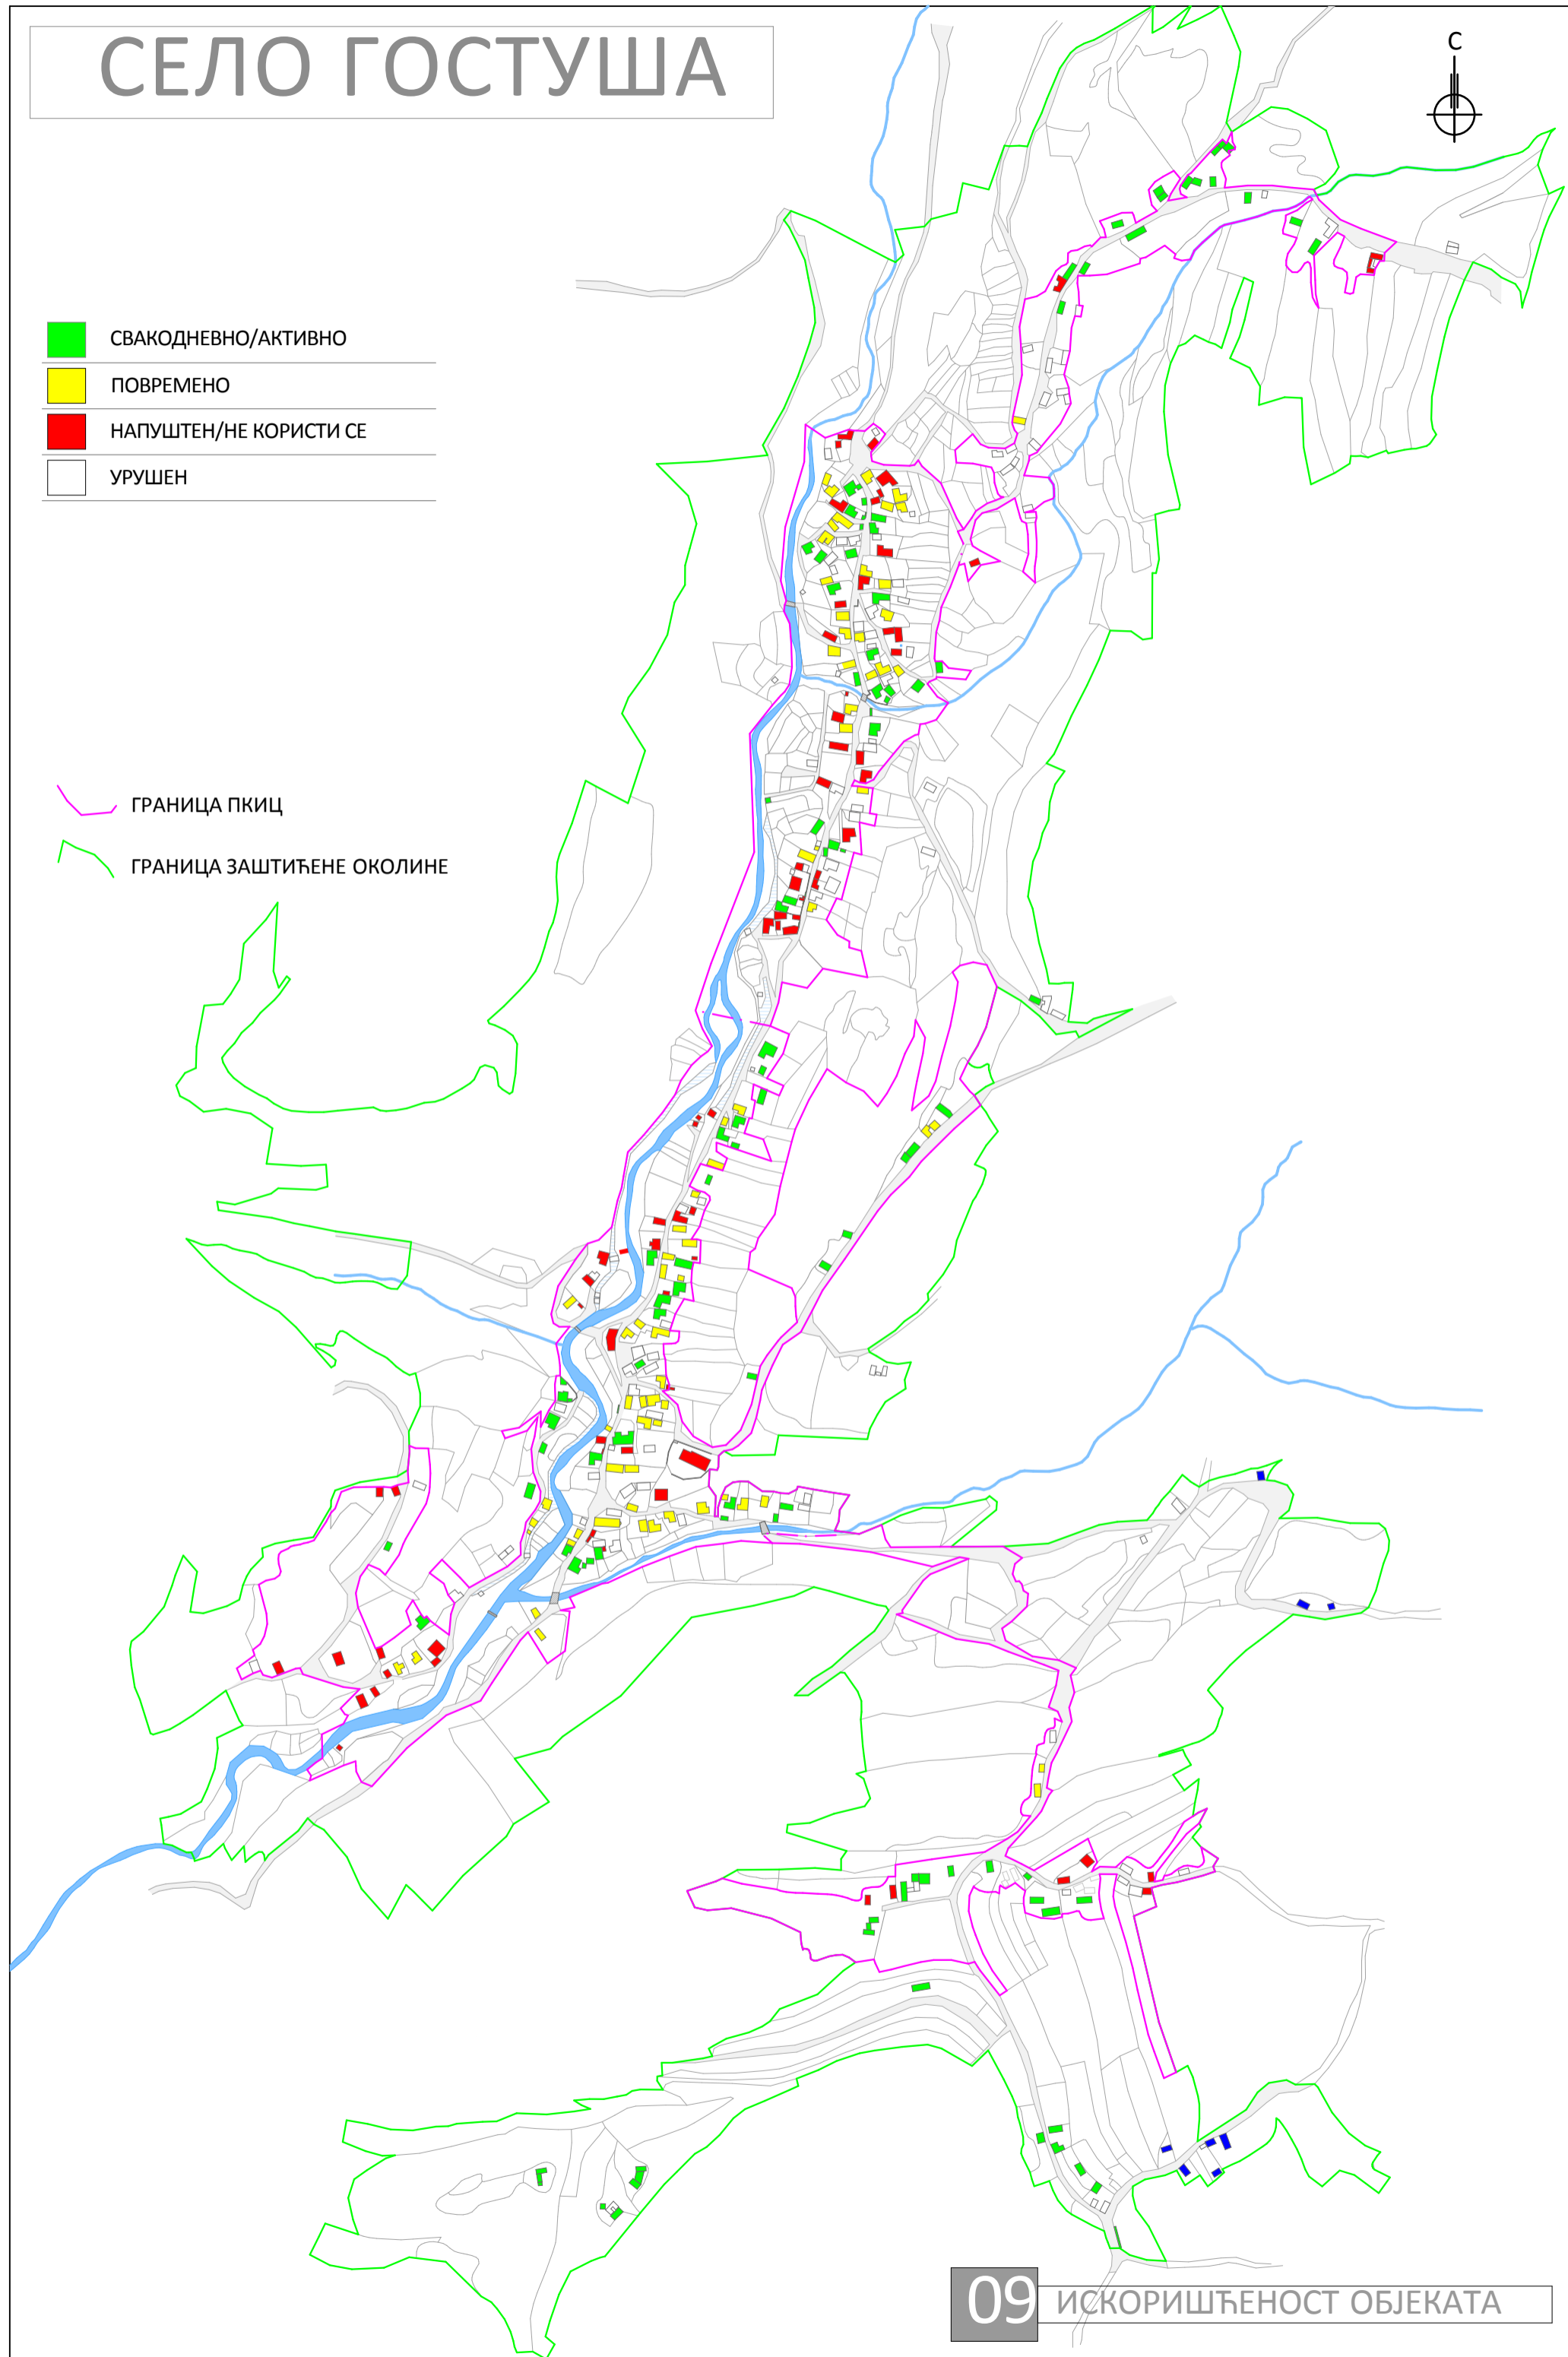 СЕЛО ГОСТУША
С
СВАКОДНЕВНО/АКТИВНО
ПОВРЕМЕНО
НАПУШТЕН/НЕ КОРИСТИ СЕ
УРУШЕН
ГРАНИЦА ПКИЦ
ГРАНИЦА ЗАШТИЋЕНЕ ОКОЛИНЕ
09 ИСКОРИШЋЕНОСТ ОБЈЕКАТА